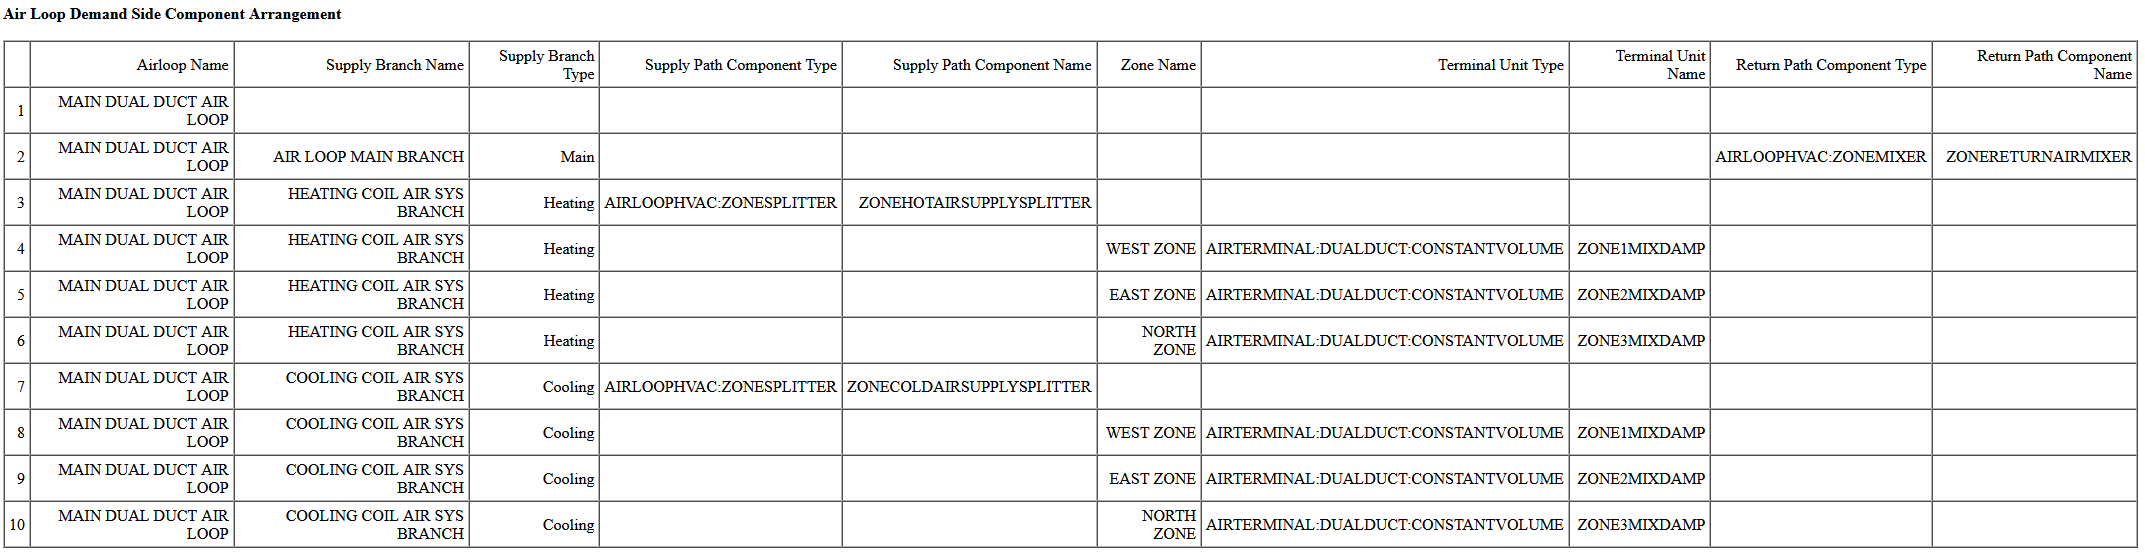 Air Loop Demand Side Component Arrangement
Airloop Name Supply Branch Name Supply Branch Type Supply Path Component Type Supply Path Component Name Zone Name Terminal Unit Type Terminal Unit Name Return Path Component Type Return Path Component Name
1 MAIN DUAL DUCT AIR LOOP
2 MAIN DUAL DUCT AIR LOOP AIR LOOP MAIN BRANCH Main AIRLOOPHVAC:ZONEMIXER ZONERETURNAIRMIXER
3 MAIN DUAL DUCT AIR LOOP HEATING COIL AIR SYS BRANCH Heating AIRLOOPHVAC:ZONESPLITTER ZONEHOTAIRSUPPLYSPLITTER
4 MAIN DUAL DUCT AIR LOOP HEATING COIL AIR SYS BRANCH Heating WEST ZONE AIRTERMINAL:DUALDUCT:CONSTANTVOLUME ZONE1MIXDAMP
5 MAIN DUAL DUCT AIR LOOP HEATING COIL AIR SYS BRANCH Heating EAST ZONE AIRTERMINAL:DUALDUCT:CONSTANTVOLUME ZONE2MIXDAMP
6 MAIN DUAL DUCT AIR LOOP HEATING COIL AIR SYS BRANCH Heating NORTH ZONE AIRTERMINAL:DUALDUCT:CONSTANTVOLUME ZONE3MIXDAMP
7 MAIN DUAL DUCT AIR LOOP COOLING COIL AIR SYS BRANCH Cooling AIRLOOPHVAC:ZONESPLITTER ZONECOLDAIRSUPPLYSPLITTER
8 MAIN DUAL DUCT AIR LOOP COOLING COIL AIR SYS BRANCH Cooling WEST ZONE AIRTERMINAL:DUALDUCT:CONSTANTVOLUME ZONE1MIXDAMP
9 MAIN DUAL DUCT AIR LOOP COOLING COIL AIR SYS BRANCH Cooling EAST ZONE AIRTERMINAL:DUALDUCT:CONSTANTVOLUME ZONE2MIXDAMP
10 MAIN DUAL DUCT AIR LOOP COOLING COIL AIR SYS BRANCH Cooling NORTH ZONE AIRTERMINAL:DUALDUCT:CONSTANTVOLUME ZONE3MIXDAMP